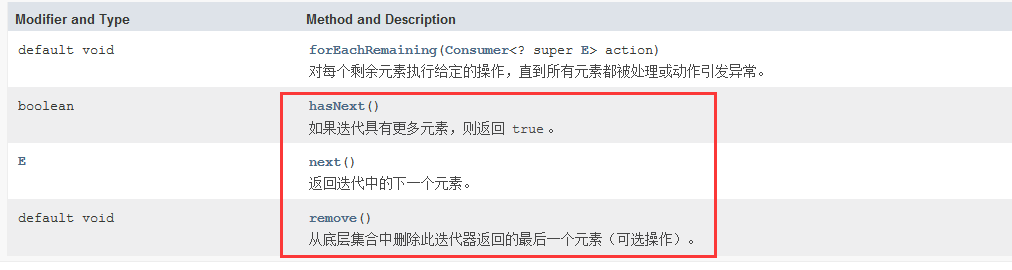 Modifier and Type Method and Description
default void forEachRemaining(Consumer<? super E> action)
对每个剩余元素执行给定的操作，直到所有元素都被处理或动作引发异常。
boolean hasNext()
如果迭代具有更多元素，则返回 true 。
E next()
返回迭代中的下一个元素。
default void remove()
从底层集合中删除此迭代器返回的最后一个元素（可选操作）。